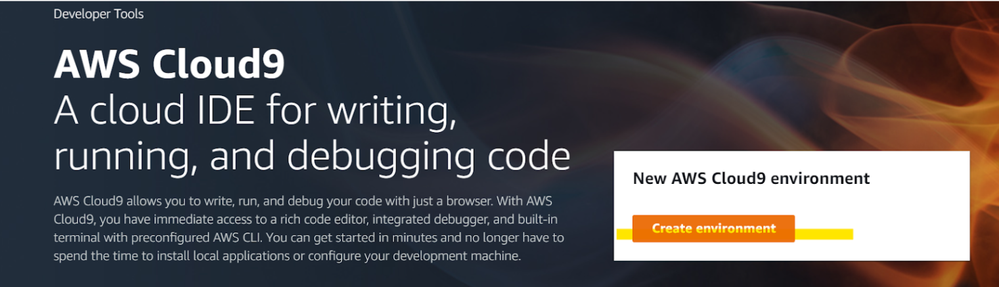 Developer Tools
AWS Cloud9
A cloud IDE for writing,
running, and debugging code
AWS Cloud9 allows you to write, run, and debug your code with just a browser. With AWS
Cloud9, you have immediate access to a rich code editor, integrated debugger, and built-in
terminal with preconfigured AWS CLI. You can get started in minutes and no longer have to
spend the time to install local applications or configure your development machine.
New AWS Cloud9 environment
Create environment